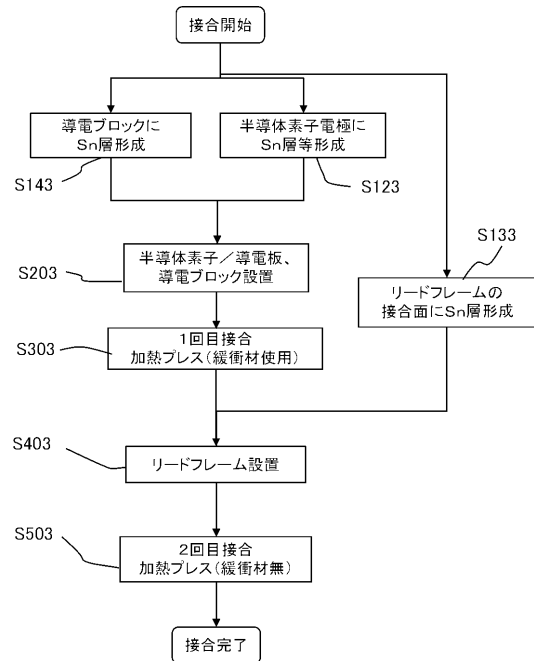 接合開始
導電ブロックに
Sn層形成
S143
半導体素子電極に
Sn層等形成
S123
S133
半導体素子／導電板、
導電ブロック設置
S203
リードフレームの
接合面にSn層形成
1回目接合
加熱プレス(緩衝材使用)
S303
S403
リードフレーム設置
S503
2回目接合
加熱プレス(緩衝材無)
接合完了